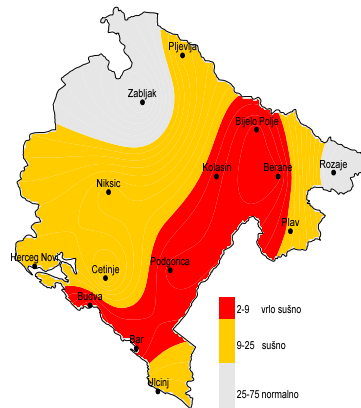 Pljevlja
Zabljak
Bijelo Polje
Kolasin
Berane
Rozaje
Niksic
Plav
Herceg Novi
Cetinje
Podgorica
Budva
Bar
Ulcinj
2-9 vrlo sušno
9-25 sušno
25-75 normalno